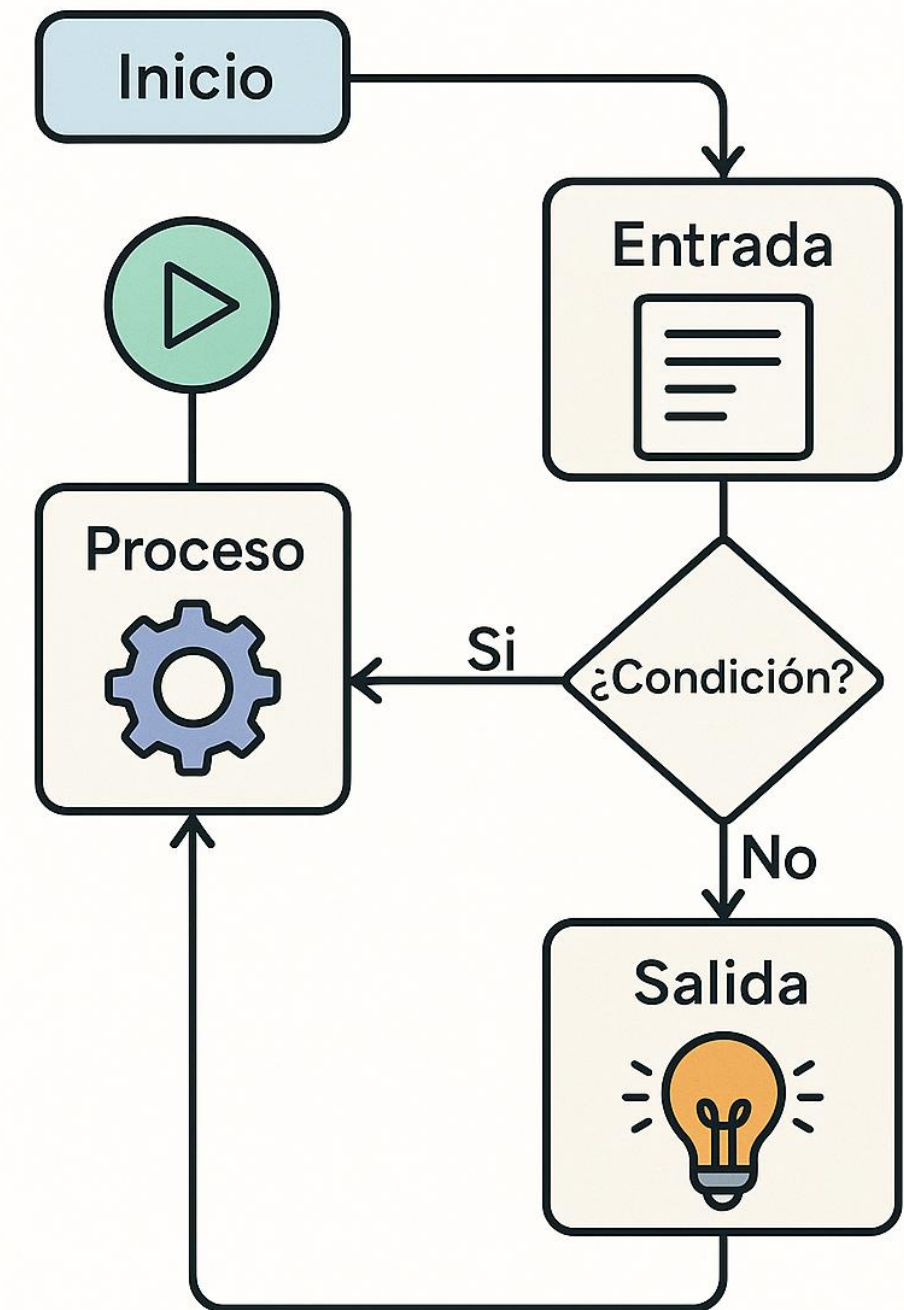 Inicio
Entrada
Proceso
Si
¿Condición?
No
Salida